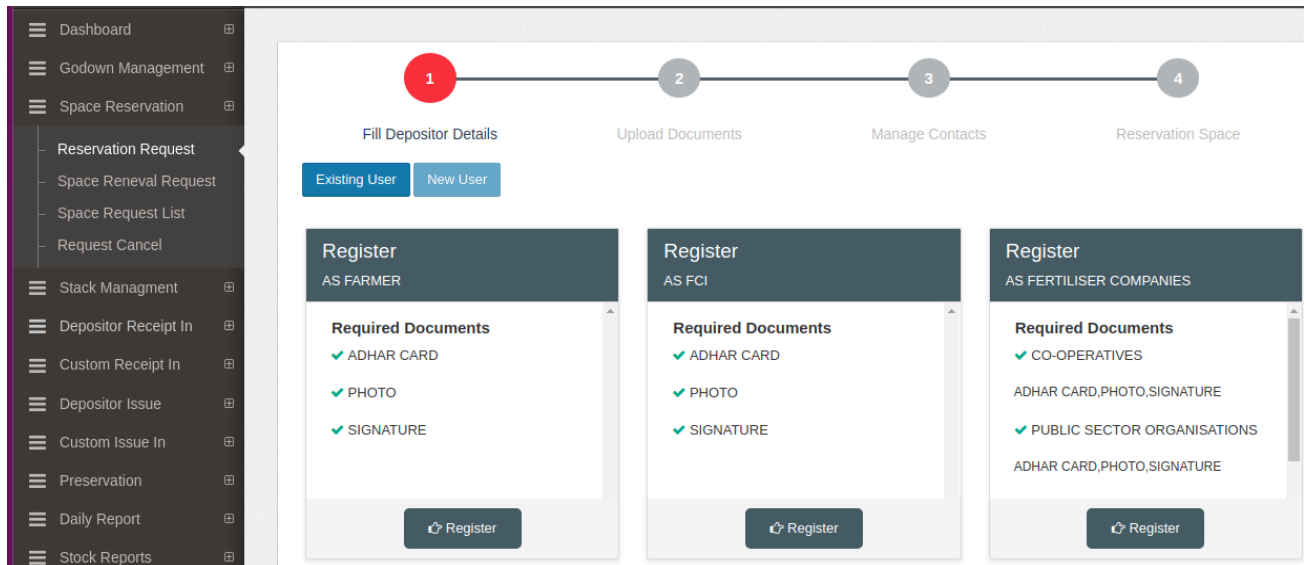 Dashboard
Godown Management
Space Reservation
Reservation Request
Space Reneval Request
Space Request List
Request Cancel
Stack Managment
Depositor Receipt In
Custom Receipt In
Depositor Issue
Custom Issue In
Preservation
Daily Report
Stock Reports
1
2
3
4
Fill Depositor Details
Upload Documents
Manage Contacts
Reservation Space
Existing User
New User
Register
AS FARMER
Required Documents
ADHAR CARD
PHOTO
SIGNATURE
Register
Register
AS FCI
Required Documents
ADHAR CARD
PHOTO
SIGNATURE
Register
Register
AS FERTILISER COMPANIES
Required Documents
CO-OPERATIVES
ADHAR CARD,PHOTO,SIGNATURE
PUBLIC SECTOR ORGANISATIONS
ADHAR CARD,PHOTO,SIGNATURE
Register